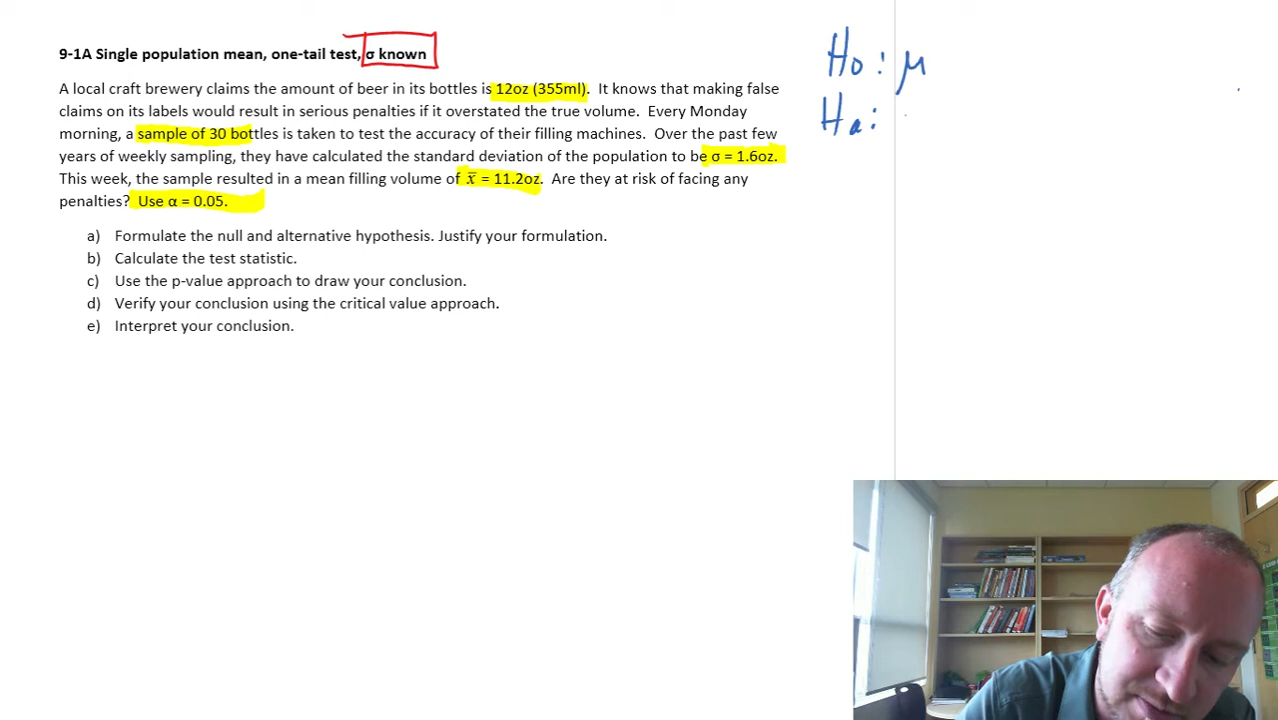 9-1A Single population mean, one-tail test, σ known
A local craft brewery claims the amount of beer in its bottles is 12oz (355ml). It knows that making false
claims on its labels would result in serious penalties if it overstated the true volume. Every Monday
morning, a sample of 30 bottles is taken to test the accuracy of their filling machines. Over the past few
years of weekly sampling, they have calculated the standard deviation of the population to be σ = 1.6oz.
This week, the sample resulted in a mean filling volume of x̅ = 11.2oz. Are they at risk of facing any
penalties? Use α = 0.05.
a) Formulate the null and alternative hypothesis. Justify your formulation.
b) Calculate the test statistic.
c) Use the p-value approach to draw your conclusion.
d) Verify your conclusion using the critical value approach.
e) Interpret your conclusion.
Ho: μ
Ha: